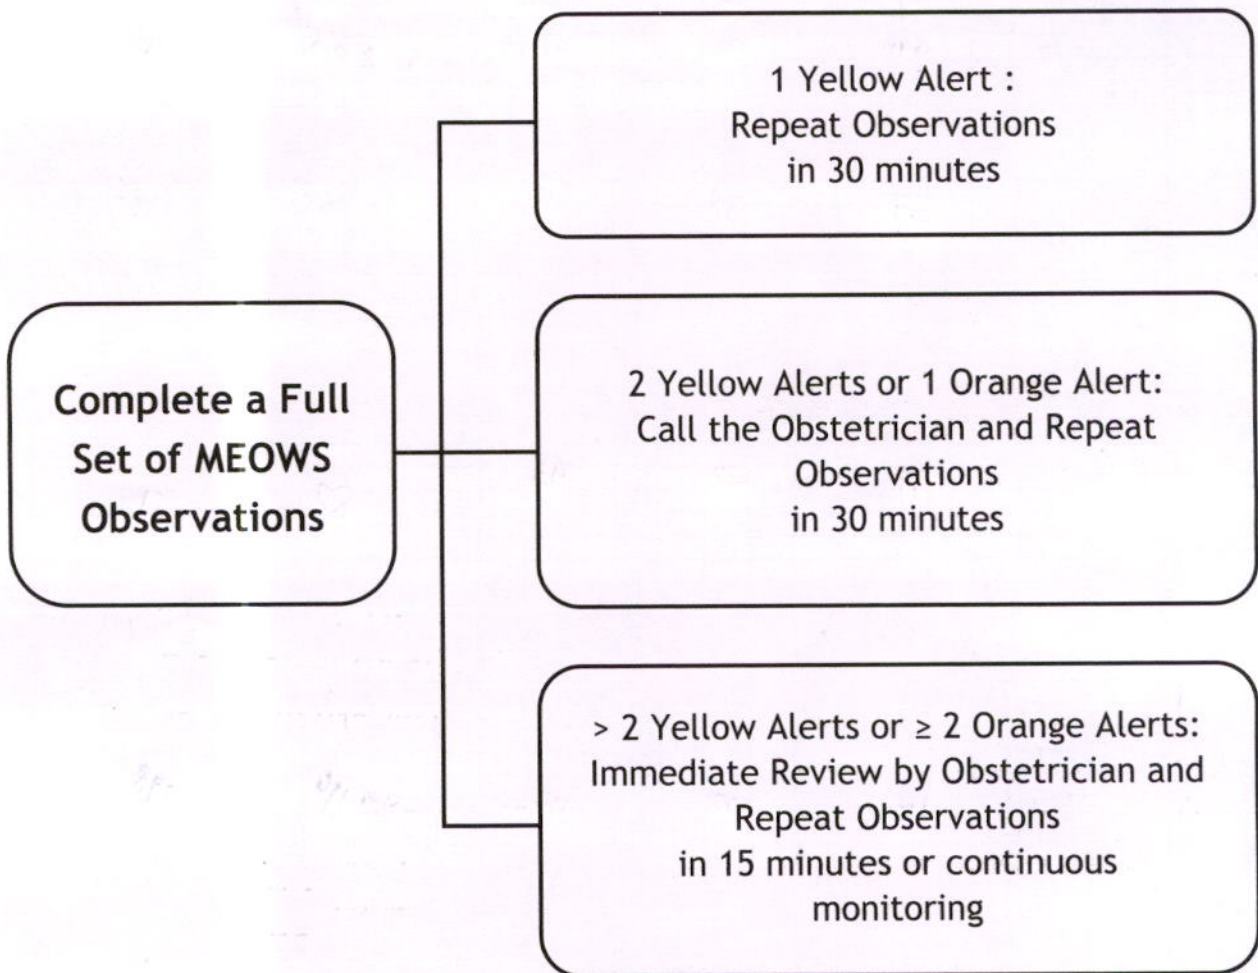 1 Yellow Alert :
Repeat Observations
in 30 minutes
Complete a Full
Set of MEOWS
Observations
2 Yellow Alerts or 1 Orange Alert:
Call the Obstetrician and Repeat
Observations
in 30 minutes
> 2 Yellow Alerts or ≥ 2 Orange Alerts:
Immediate Review by Obstetrician and
Repeat Observations
in 15 minutes or continuous
monitoring